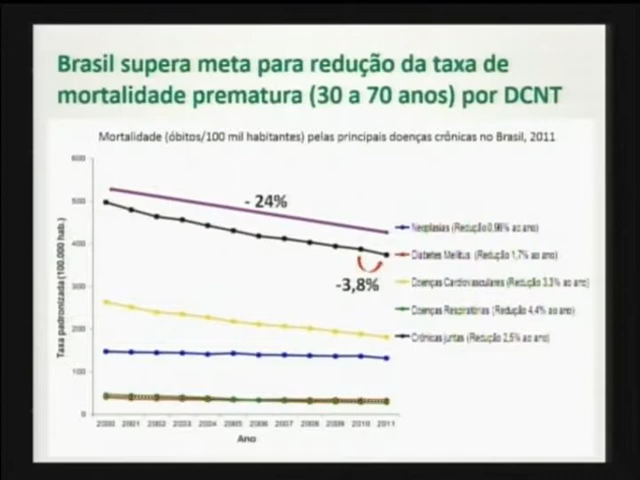 Brasil supera meta para redução da taxa de
mortalidade prematura (30 a 70 anos) por DCNT
Mortalidade (óbitos/100 mil habitantes) pelas principais doenças crônicas no Brasil, 2011
600
500
400
300
200
100
0
Taxa padronizada (100.000 hab.)
- 24%
-3,8%
Neoplasias (Redução 0,96% ao ano)
Diabetes Mellitus (Redução 1,7% ao ano)
Doenças Cardiovasculares (Redução 3,3% ao ano)
Doenças Respiratórias (Redução 4,4% ao ano)
Crônicas juntas (Redução 2,5% ao ano)
2000 2001 2002 2003 2004 2005 2006 2007 2008 2009 2010 2011
Ano